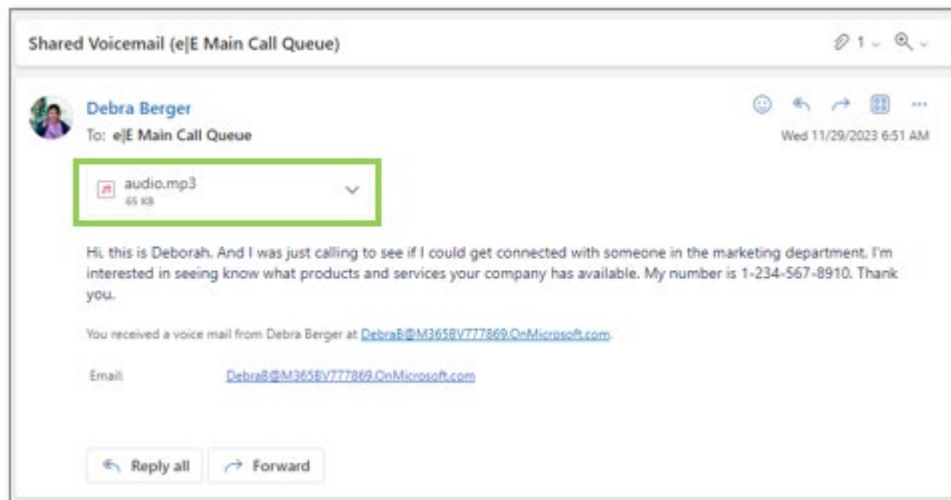 Shared Voicemail (e|E Main Call Queue)
1
Debra Berger
To: e|E Main Call Queue
Wed 11/29/2023 6:51 AM
audio.mp3
65 KB
Hi, this is Deborah. And I was just calling to see if I could get connected with someone in the marketing department. I'm
interested in seeing know what products and services your company has available. My number is 1-234-567-8910. Thank
you.
You received a voice mail from Debra Berger at DebraB@M365BV777869.OnMicrosoft.com.
Email: DebraB@M365BV777869.OnMicrosoft.com
Reply all
Forward